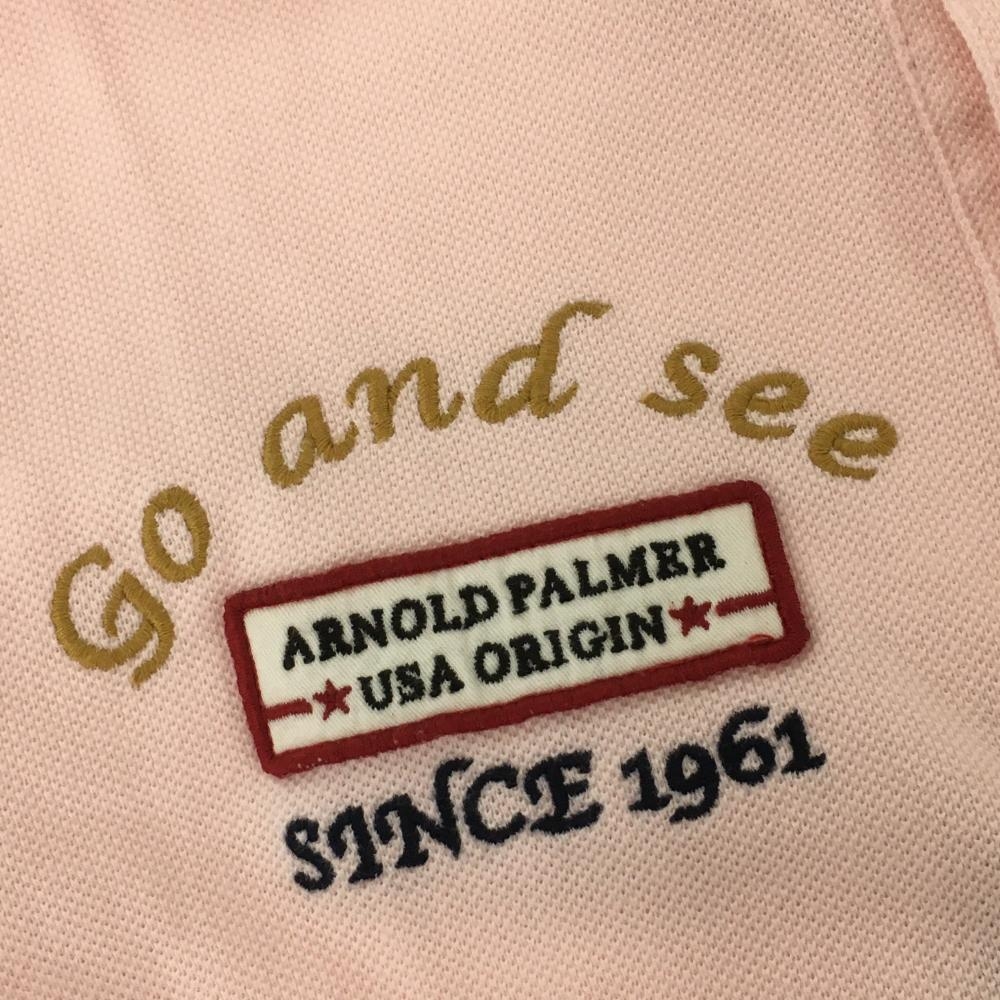 Go and see
ARNOLD PALMER
USA ORIGIN
SINCE 1961